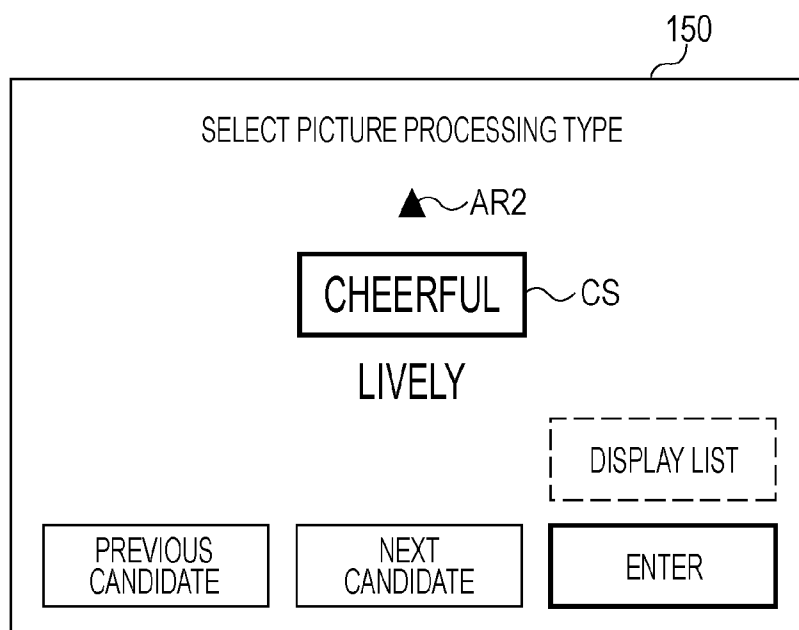 150
SELECT PICTURE PROCESSING TYPE
AR2
CHEERFUL
CS
LIVELY
DISPLAY LIST
PREVIOUS
CANDIDATE
NEXT
CANDIDATE
ENTER